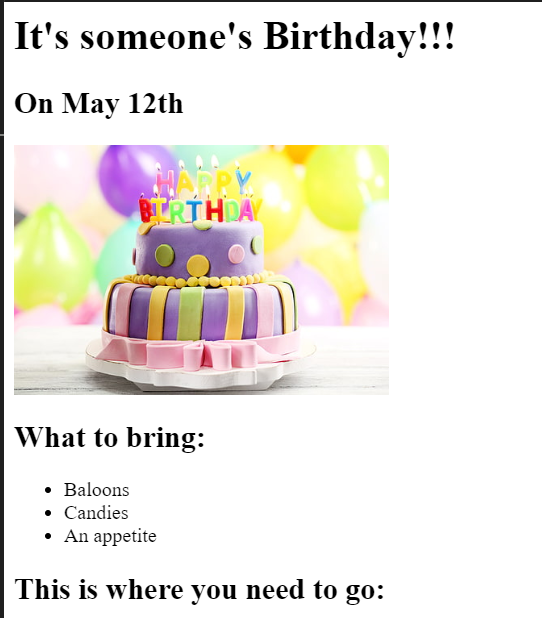 It's someone's Birthday!!!
On May 12th
HAPPY
BIRTHDAY
What to bring:
Baloons
Candies
An appetite
This is where you need to go: